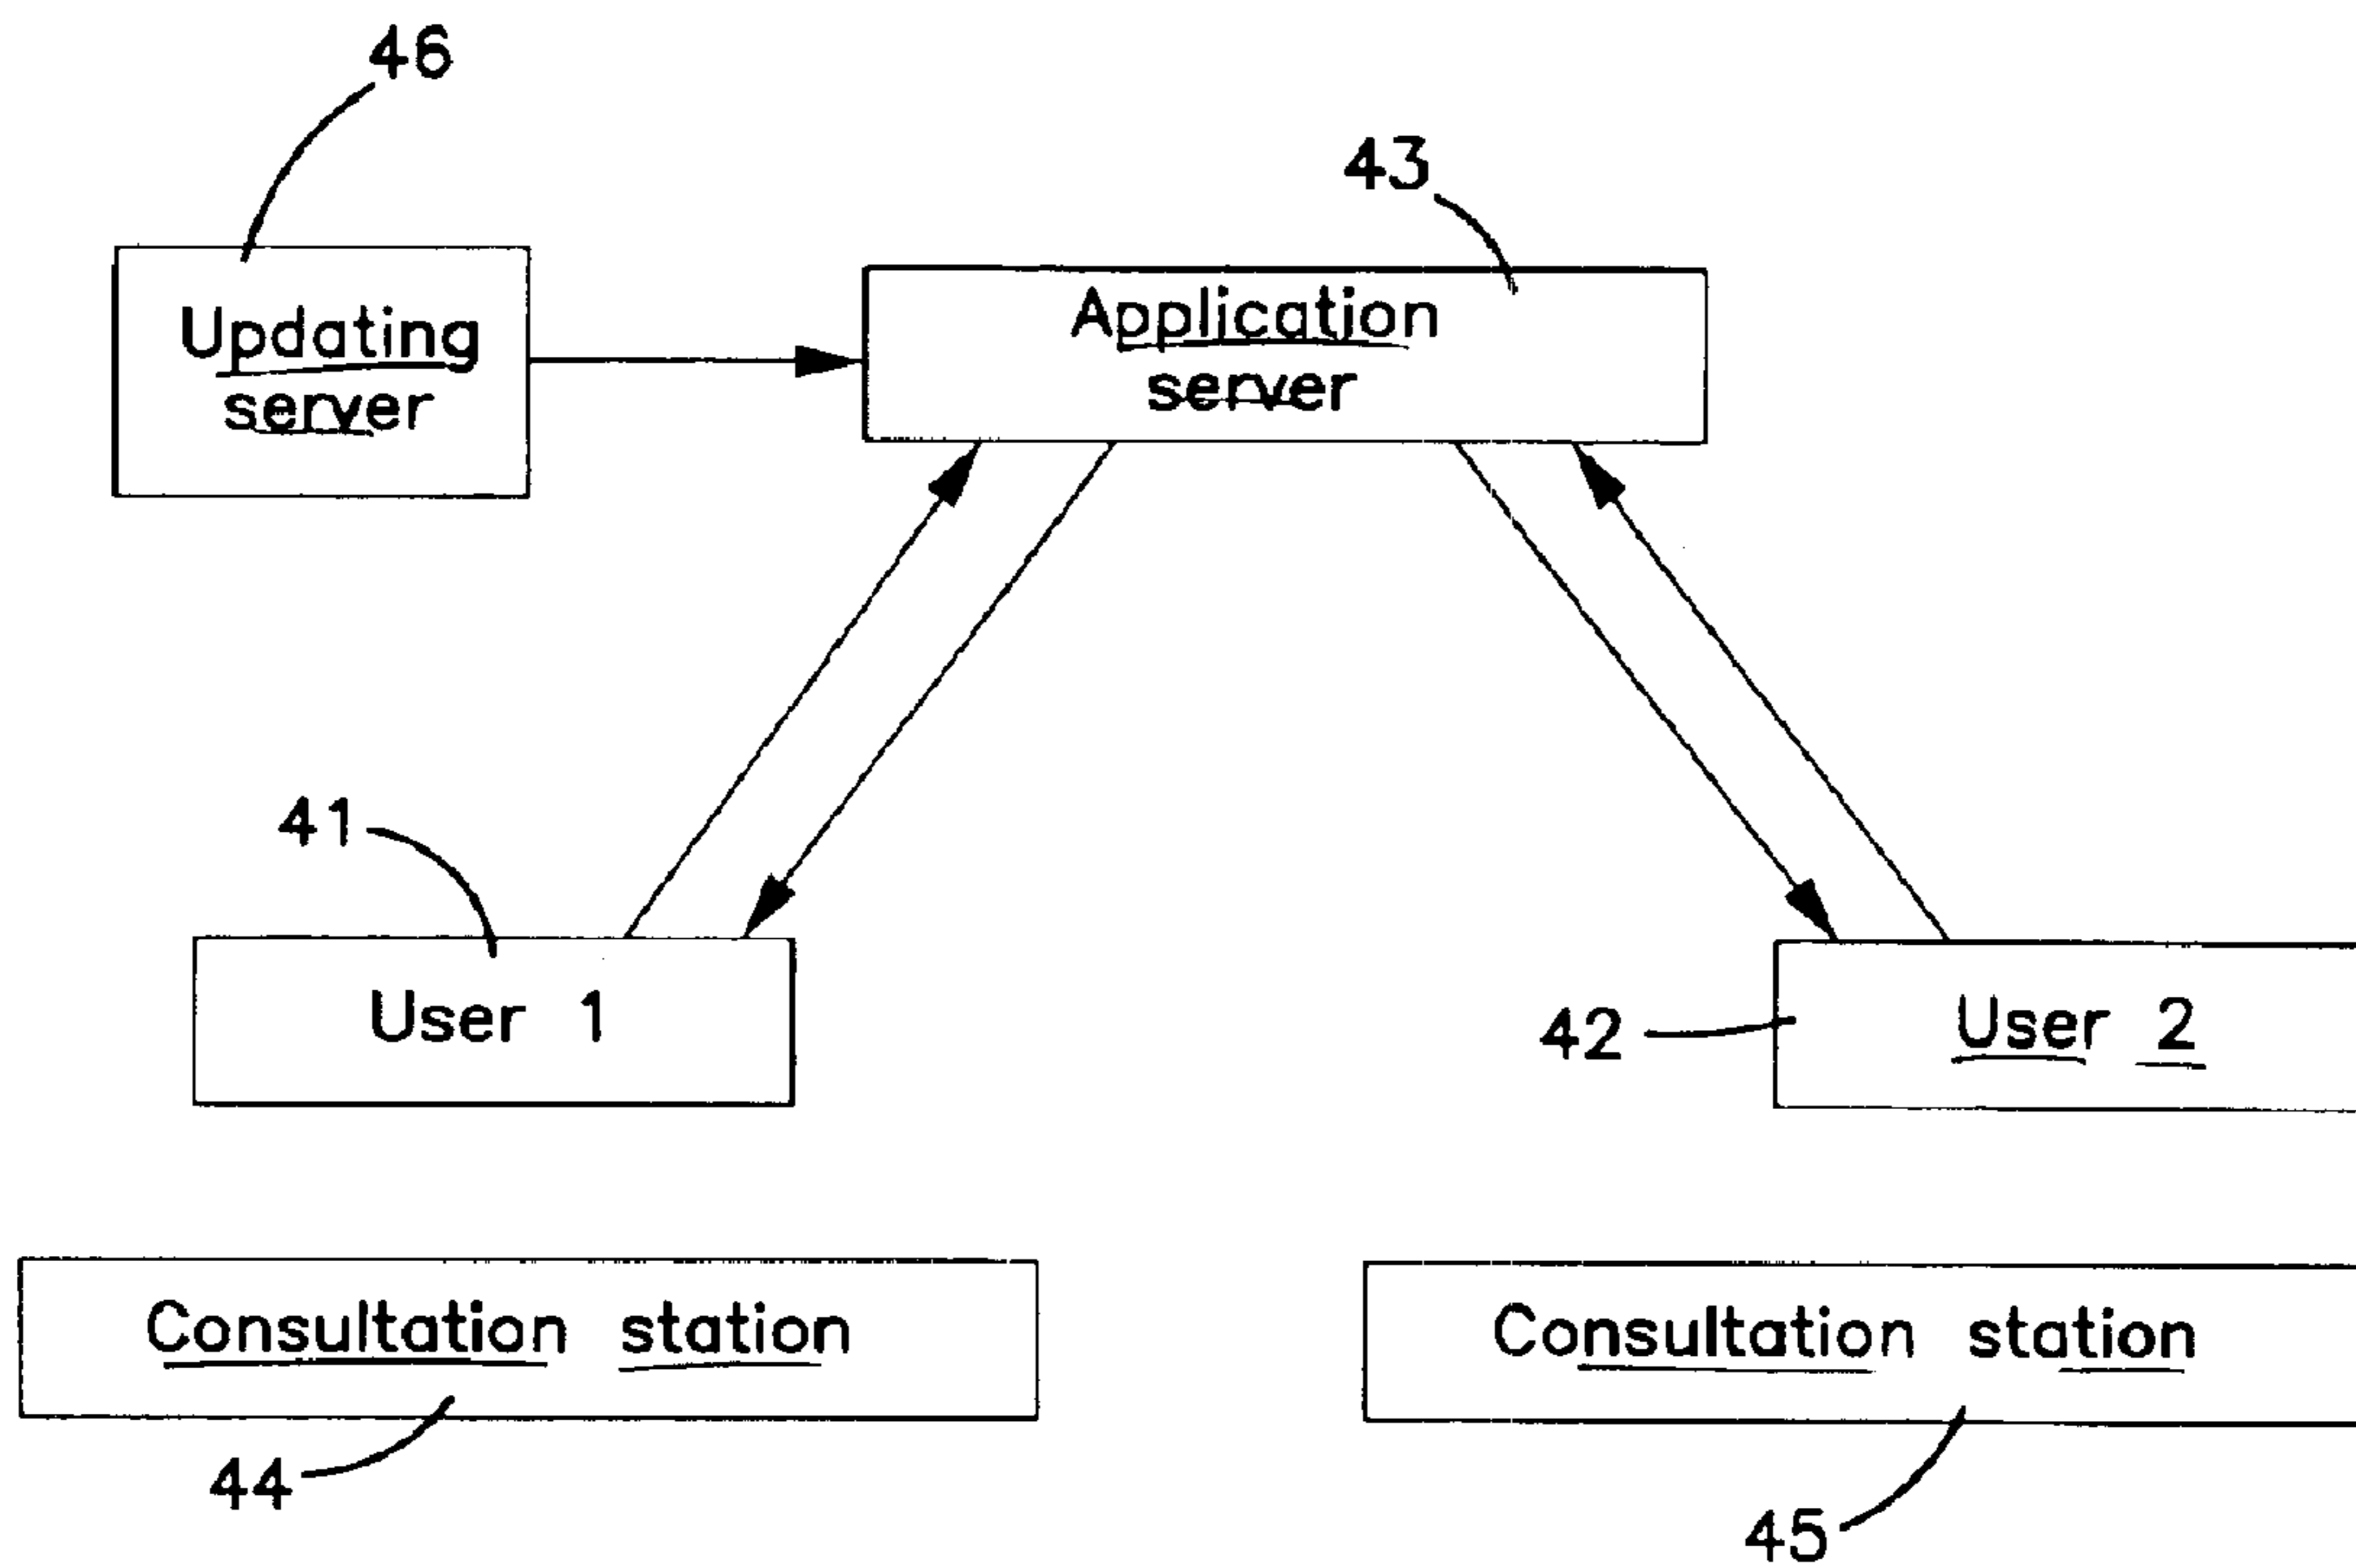 46
43
Updating
server
Application
server
41
User 1
42
User 2
Consultation station
Consultation station
44
45